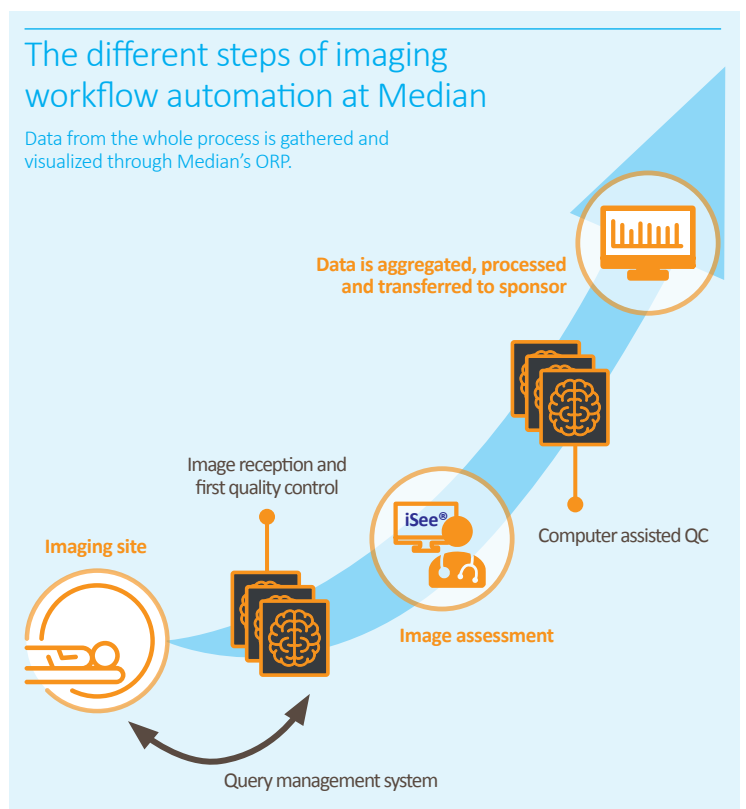 The different steps of imaging
workflow automation at Median
Data from the whole process is gathered and
visualized through Median's ORP.
Data is aggregated, processed
and transferred to sponsor
Image reception and
first quality control
iSee®
Computer assisted QC
Imaging site
Image assessment
Query management system